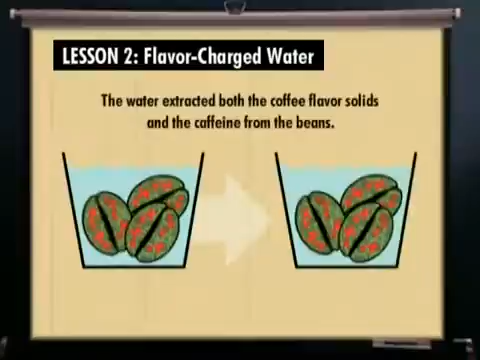 LESSON 2: Flavor-Charged Water
The water extracted both the coffee flavor solids
and the caffeine from the beans.